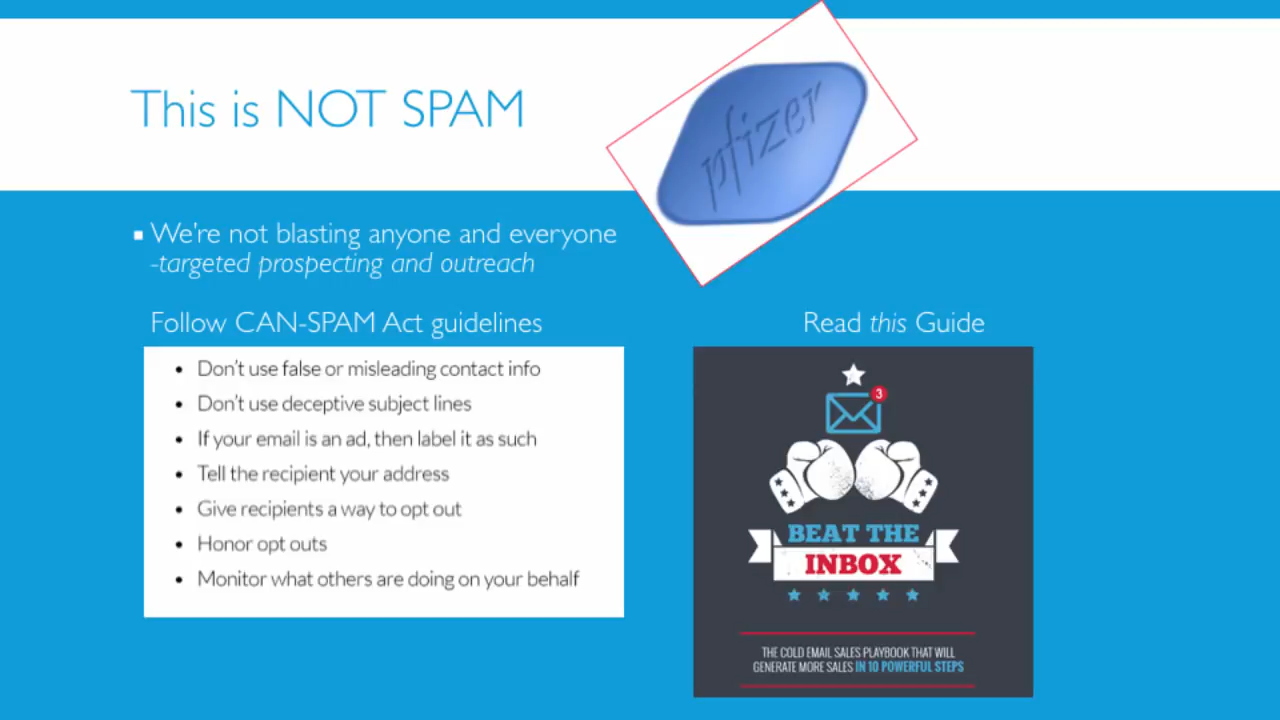 This is NOT SPAM
pfizer
▪ We're not blasting anyone and everyone
-targeted prospecting and outreach
Follow CAN-SPAM Act guidelines
• Don't use false or misleading contact info
• Don't use deceptive subject lines
• If your email is an ad, then label it as such
• Tell the recipient your address
• Give recipients a way to opt out
• Honor opt outs
• Monitor what others are doing on your behalf
Read this Guide
3
BEAT THE
INBOX
THE COLD EMAIL SALES PLAYBOOK THAT WILL
GENERATE MORE SALES IN 10 POWERFUL STEPS